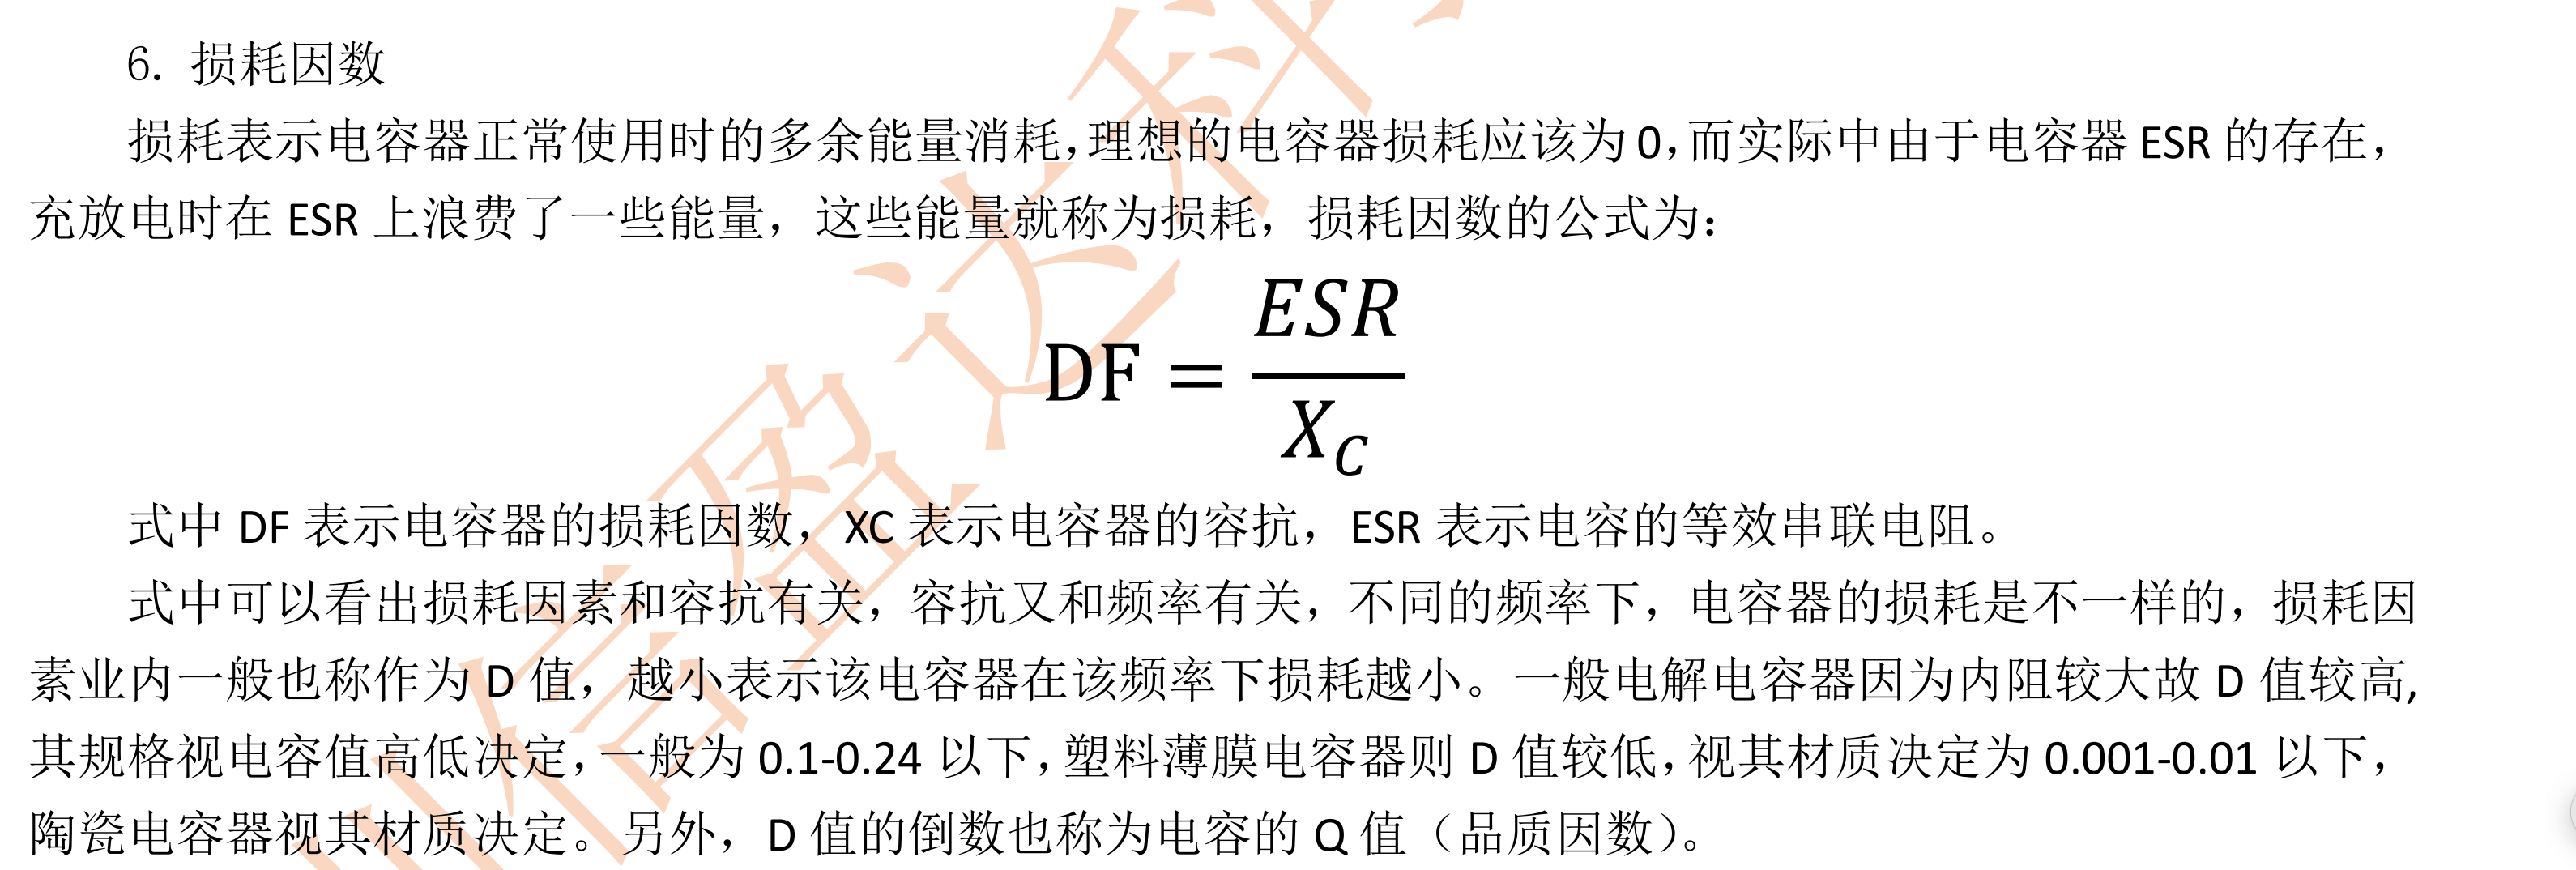 6. 损耗因数
损耗表示电容器正常使用时的多余能量消耗，理想的电容器损耗应该为 0，而实际中由于电容器 ESR 的存在，
充放电时在 ESR 上浪费了一些能量，这些能量就称为损耗，损耗因数的公式为：
DF = ESR / X_C
式中 DF 表示电容器的损耗因数，XC 表示电容器的容抗，ESR 表示电容的等效串联电阻。
式中可以看出损耗因素和容抗有关，容抗又和频率有关，不同的频率下，电容器的损耗是不一样的，损耗因
素业内一般也称作为 D 值，越小表示该电容器在该频率下损耗越小。一般电解电容器因为内阻较大故 D 值较高,
其规格视电容值高低决定，一般为 0.1-0.24 以下，塑料薄膜电容器则 D 值较低，视其材质决定为 0.001-0.01 以下，
陶瓷电容器视其材质决定。另外，D 值的倒数也称为电容的 Q 值（品质因数）。
信盈达科